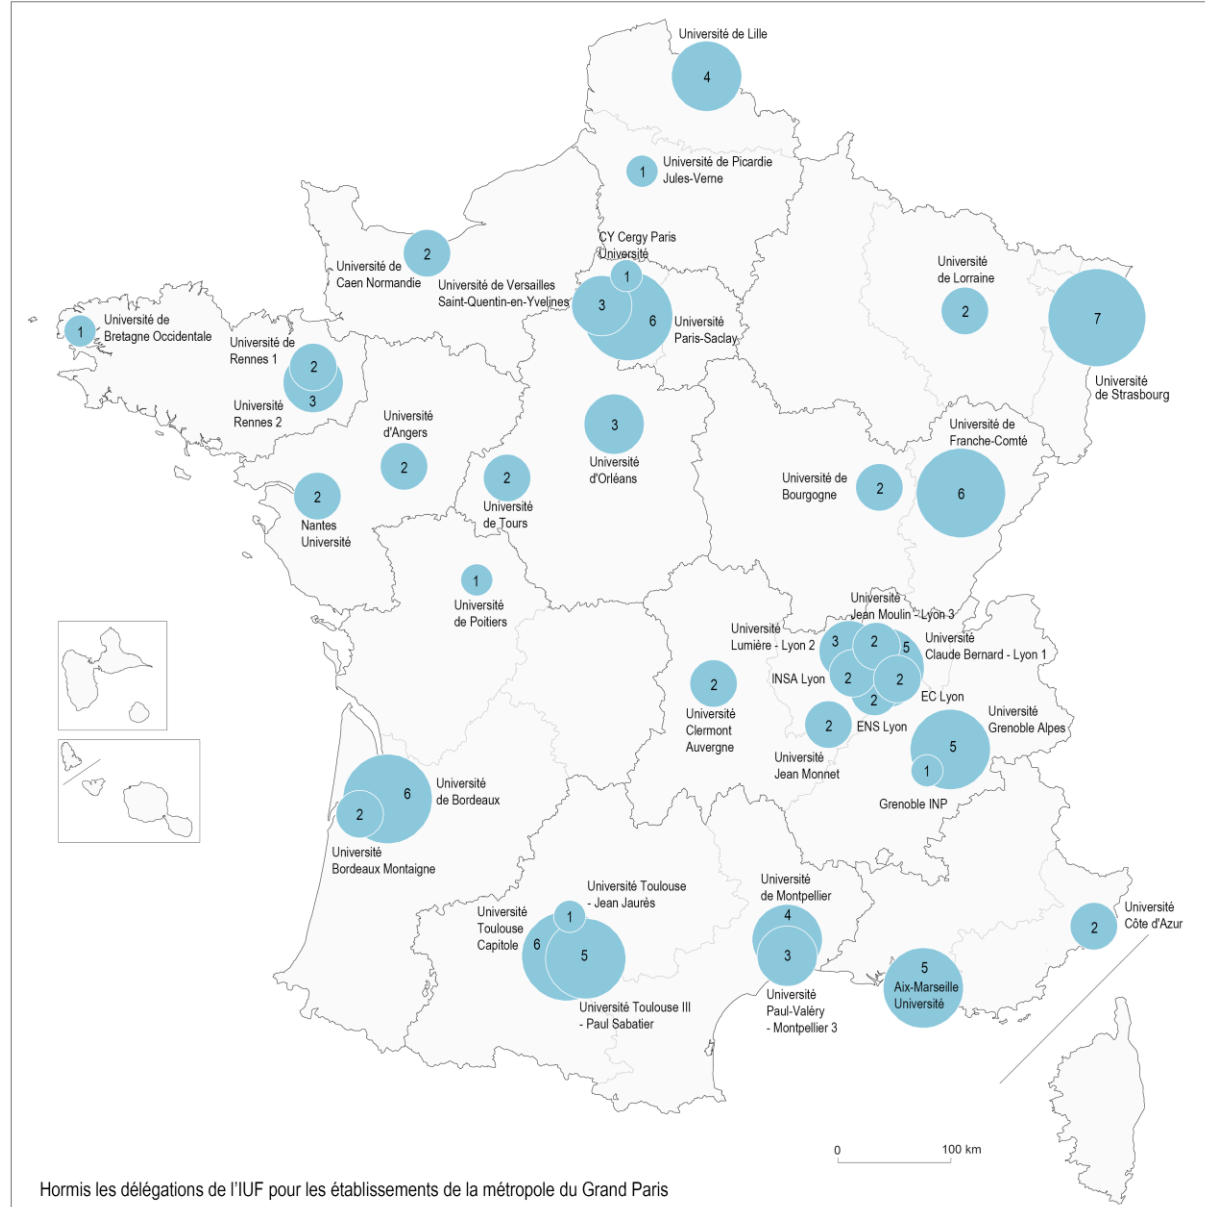 Université de Lille
4
1
Université de Picardie
Jules-Verne
CY Cergy Paris
Université
1
2
Université de
Caen Normandie
Université de Versailles
Saint-Quentin-en-Yvelines
3
6
Université
Paris-Saclay
Université
de Lorraine
2
7
Université
de Strasbourg
1
Université de
Bretagne Occidentale
Université de
Rennes 1
2
Université
Rennes 2
3
Université
d'Angers
2
3
Université
d'Orléans
Université de
Franche-Comté
6
Université de
Bourgogne
2
2
Nantes
Université
2
Université
de Tours
1
Université
de Poitiers
Université
Jean Moulin - Lyon 3
2
Université
Lumière - Lyon 2
3
5
Université
Claude Bernard - Lyon 1
INSA Lyon
2
2
EC Lyon
2
ENS Lyon
2
Université
Clermont
Auvergne
2
Université
Jean Monnet
Université
Grenoble Alpes
5
1
Grenoble INP
6
Université
de Bordeaux
2
Université
Bordeaux Montaigne
Université Toulouse
- Jean Jaurès
1
Université
Toulouse
Capitole
6
5
Université Toulouse III
- Paul Sabatier
Université
de Montpellier
4
3
Université
Paul-Valéry
- Montpellier 3
5
Aix-Marseille
Université
2
Université
Côte d'Azur
0
100 km
Hormis les délégations de l'IUF pour les établissements de la métropole du Grand Paris